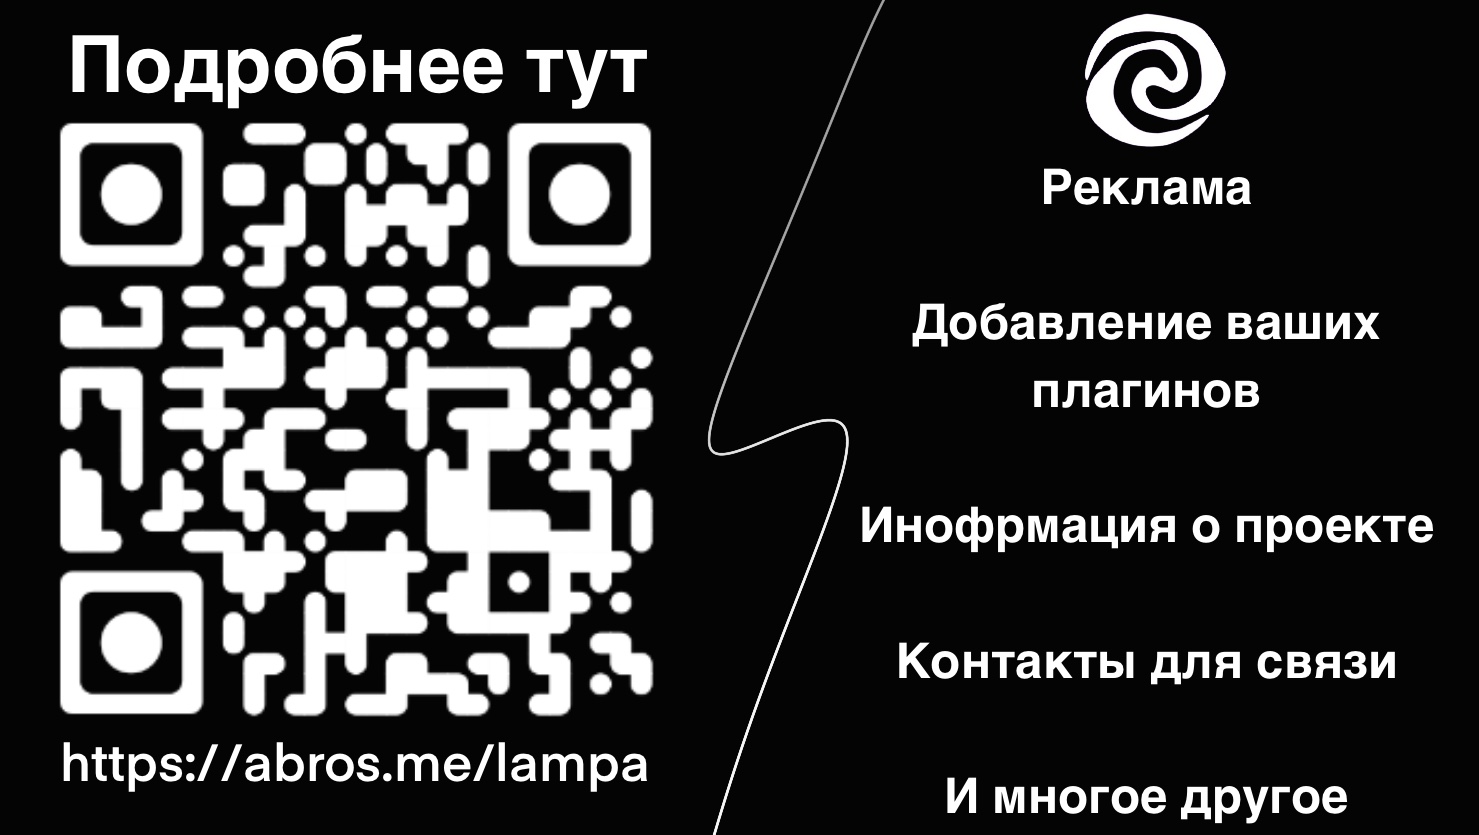 Подробнее тут
https://abros.me/lampa
Реклама
Добавление ваших
плагинов
Инофрмация о проекте
Контакты для связи
И многое другое